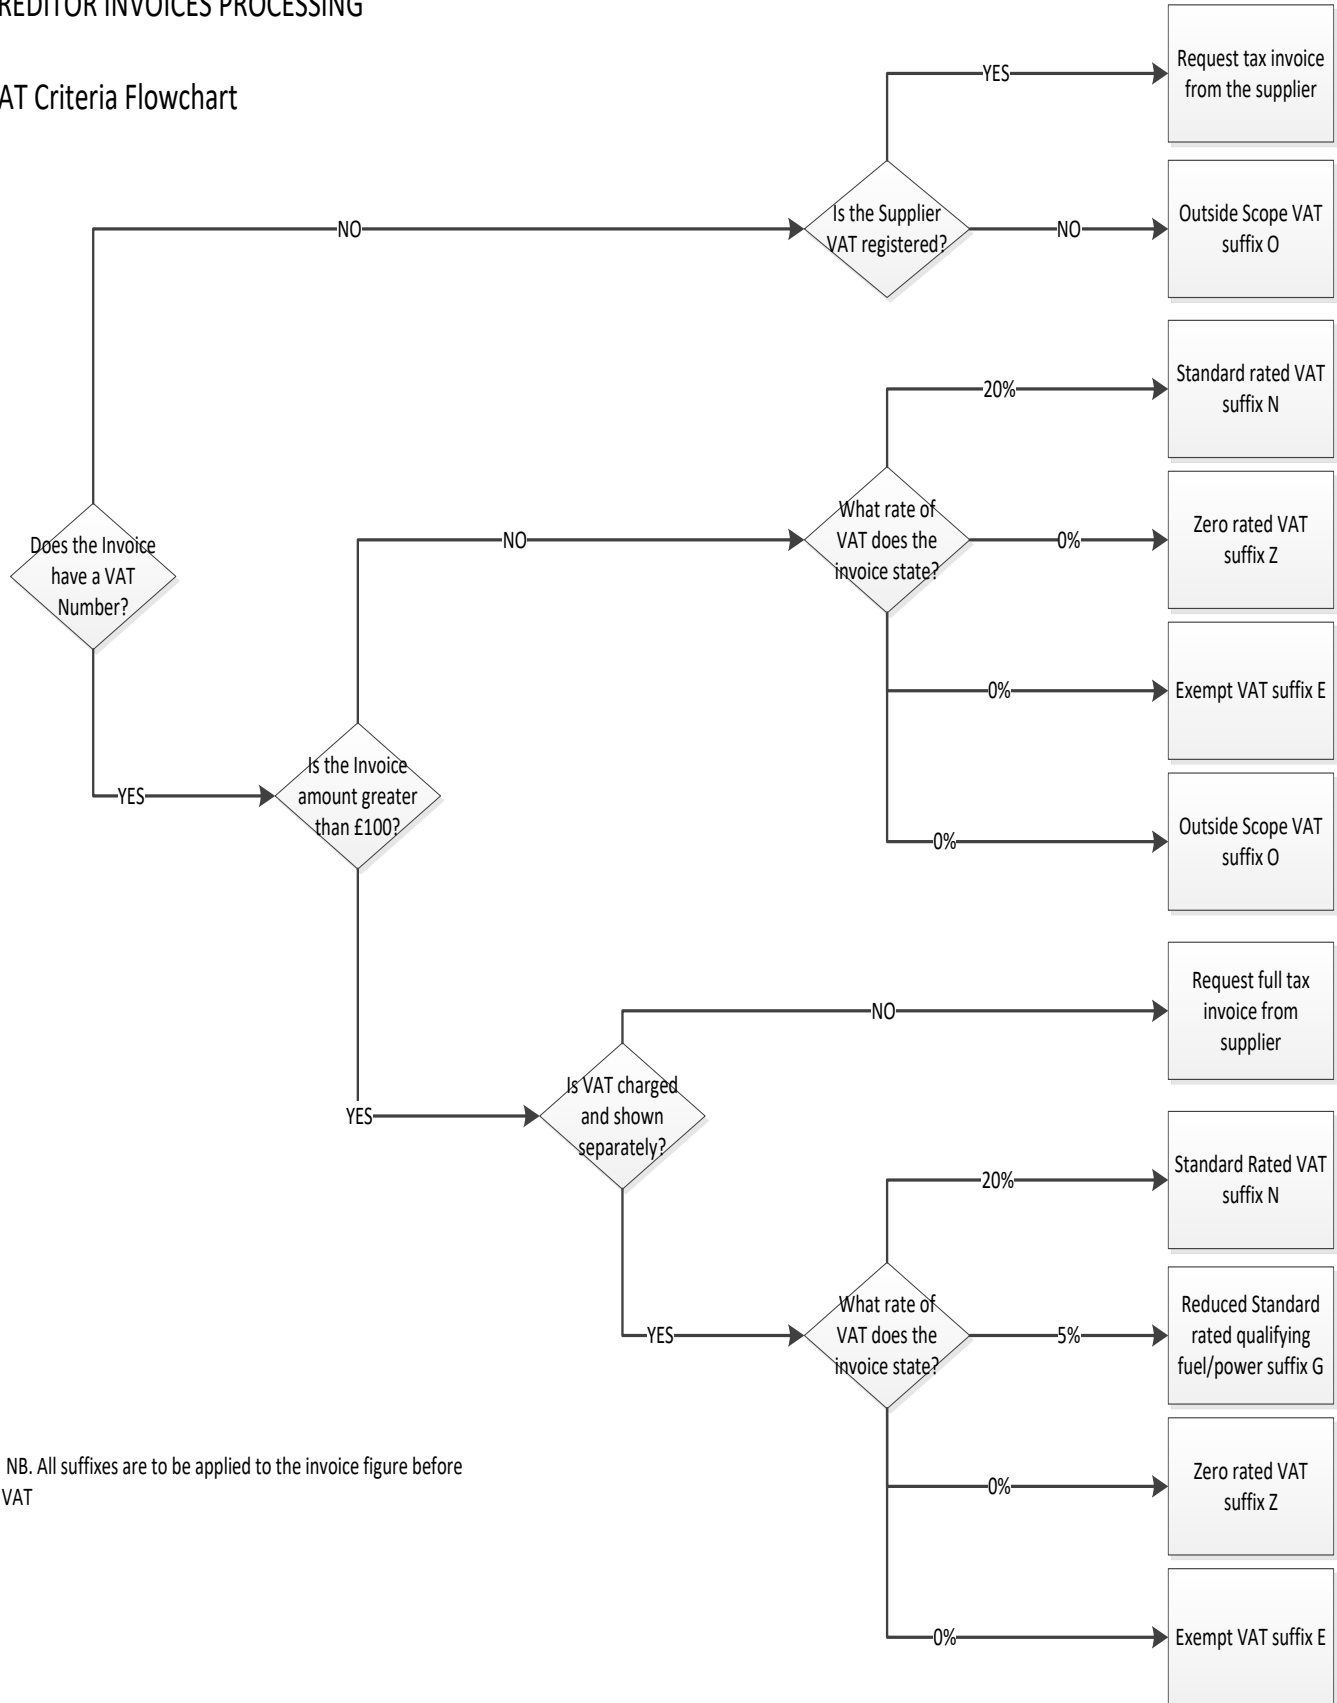 REDITOR INVOICES PROCESSING
AT Criteria Flowchart
YES
Request tax invoice
from the supplier
Is the Supplier
VAT registered?
NO
NO
Outside Scope VAT
suffix O
20%
Standard rated VAT
suffix N
Does the Invoice
have a VAT
Number?
NO
What rate of
VAT does the
invoice state?
0%
Zero rated VAT
suffix Z
0%
Exempt VAT suffix E
YES
Is the Invoice
amount greater
than £100?
0%
Outside Scope VAT
suffix O
NO
Request full tax
invoice from
supplier
YES
Is VAT charged
and shown
separately?
20%
Standard Rated VAT
suffix N
YES
What rate of
VAT does the
invoice state?
5%
Reduced Standard
rated qualifying
fuel/power suffix G
0%
Zero rated VAT
suffix Z
NB. All suffixes are to be applied to the invoice figure before
VAT
0%
Exempt VAT suffix E